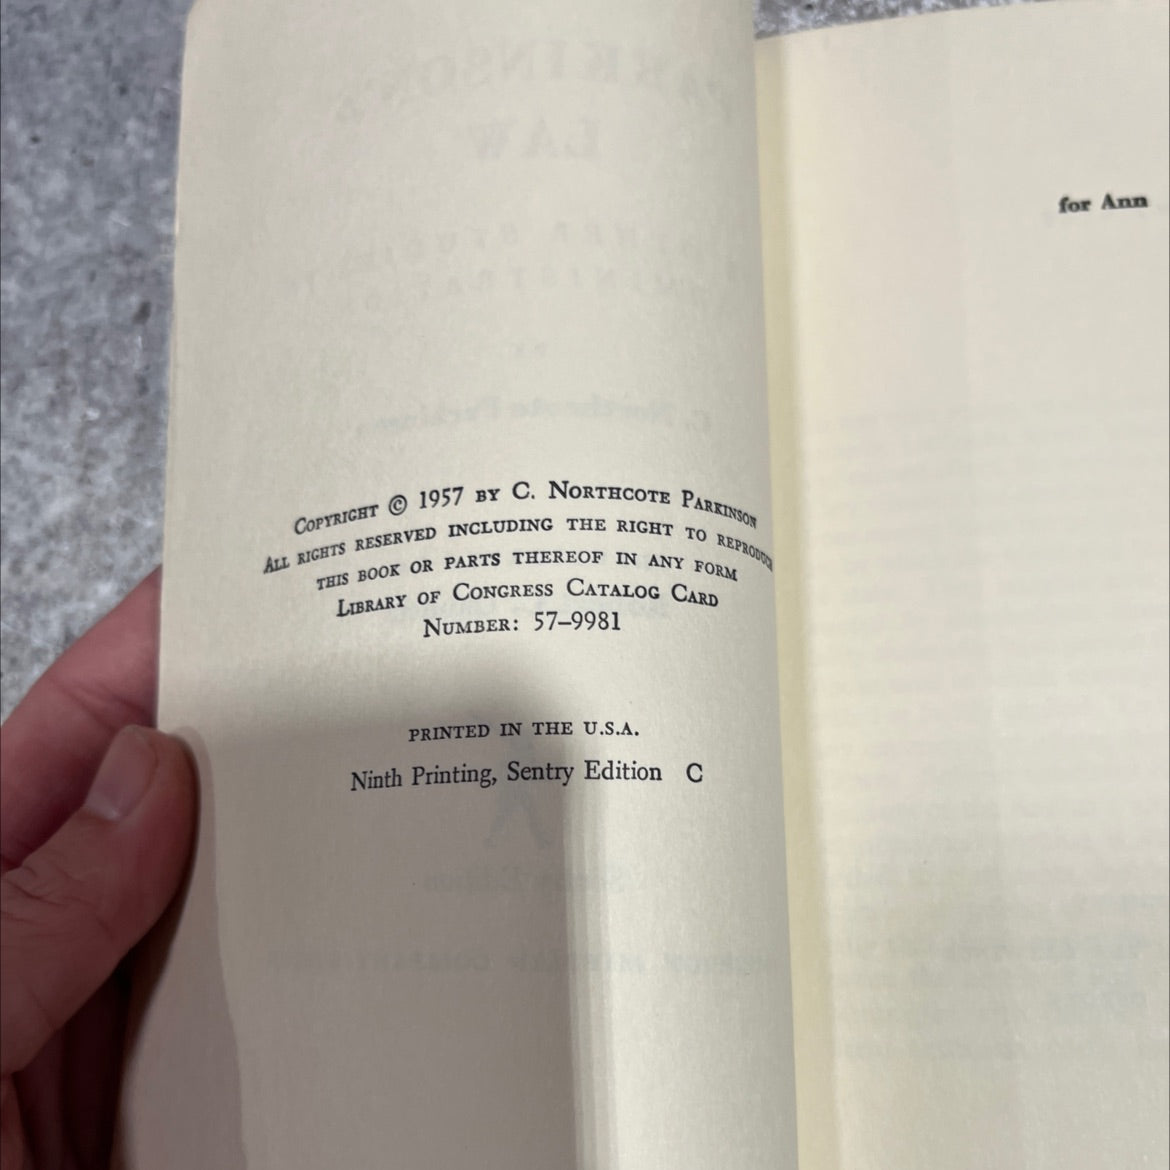 Copyright © 1957 by C. Northcote Parkinson
All rights reserved including the right to reproduce
this book or parts thereof in any form
Library of Congress Catalog Card
Number: 57–9981
PRINTED IN THE U.S.A.
Ninth Printing, Sentry Edition C
for Ann